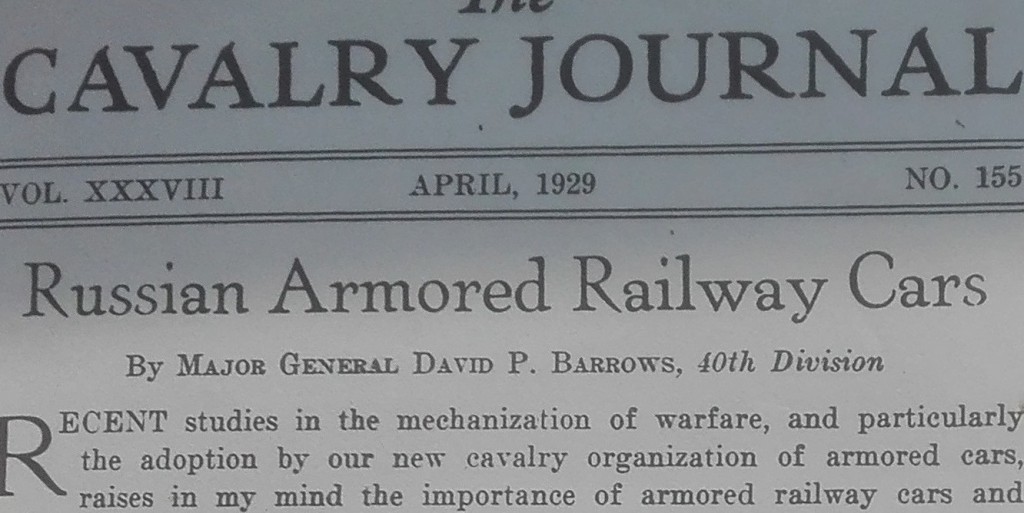 The
CAVALRY JOURNAL
VOL. XXXVIII APRIL, 1929 NO. 155
Russian Armored Railway Cars
By MAJOR GENERAL DAVID P. BARROWS, 40th Division
RECENT studies in the mechanization of warfare, and particularly
the adoption by our new cavalry organization of armored cars,
raises in my mind the importance of armored railway cars and